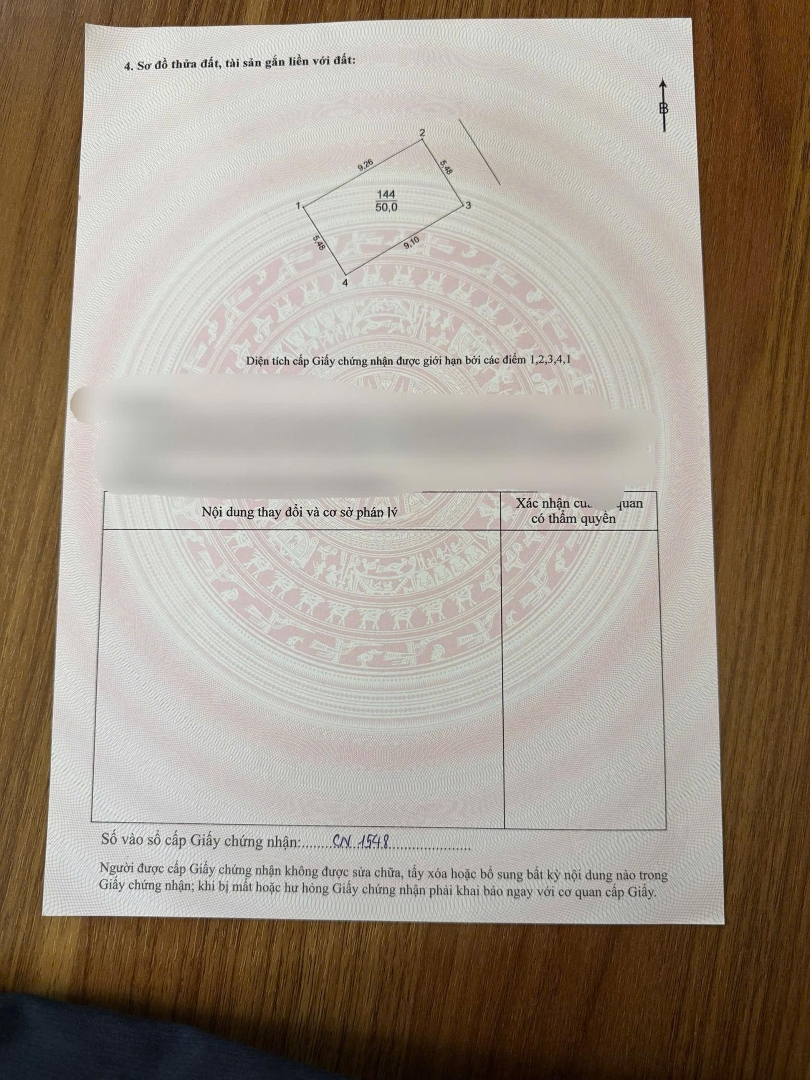 4. Sơ đồ thửa đất, tài sản gắn liền với đất:
B
2
9.26
5.48
1
144
50,0
3
5.48
9.10
4
Diện tích cấp Giấy chứng nhận được giới hạn bởi các điểm 1,2,3,4,1
Nội dung thay đổi và cơ sở pháp lý
Xác nhận quan
có thẩm quyền
Số vào sổ cấp Giấy chứng nhận:........CN 1548......................
Người được cấp Giấy chứng nhận không được sửa chữa, tẩy xóa hoặc bổ sung bất kỳ nội dung nào trong
Giấy chứng nhận; khi bị mất hoặc hư hỏng Giấy chứng nhận phải khai báo ngay với cơ quan cấp Giấy.